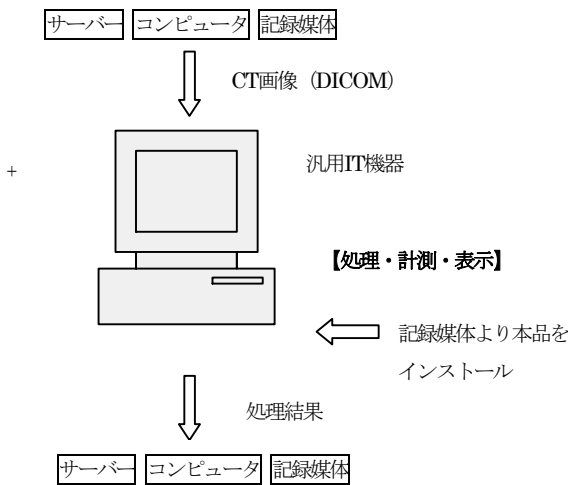 サーバー コンピュータ 記録媒体
CT画像（DICOM）
汎用IT機器
+
【処理・計測・表示】
記録媒体より本品を
インストール
処理結果
サーバー コンピュータ 記録媒体